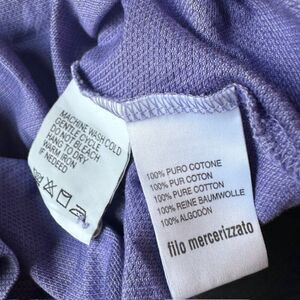 MACHINE WASH COLD
GENTLE CYCLE
DO NOT BLEACH
HANG TO DRY
WARM IRON
IF NEEDED
100% PURO COTONE
100% PUR COTON
100% PURE COTTON
100% REINE BAUMWOLLE
100% ALGODÓN
filo mercerizzato